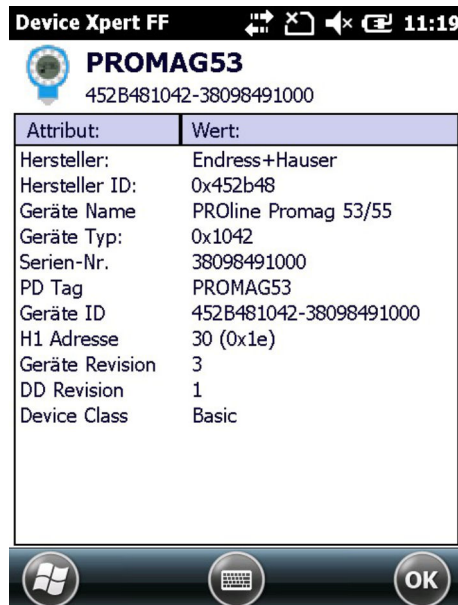 Device Xpert FF 11:19
PROMAG53
452B481042-38098491000
Attribut: Wert:
Hersteller: Endress+Hauser
Hersteller ID: 0x452b48
Geräte Name PROline Promag 53/55
Geräte Typ: 0x1042
Serien-Nr. 38098491000
PD Tag PROMAG53
Geräte ID 452B481042-38098491000
H1 Adresse 30 (0x1e)
Geräte Revision 3
DD Revision 1
Device Class Basic
OK